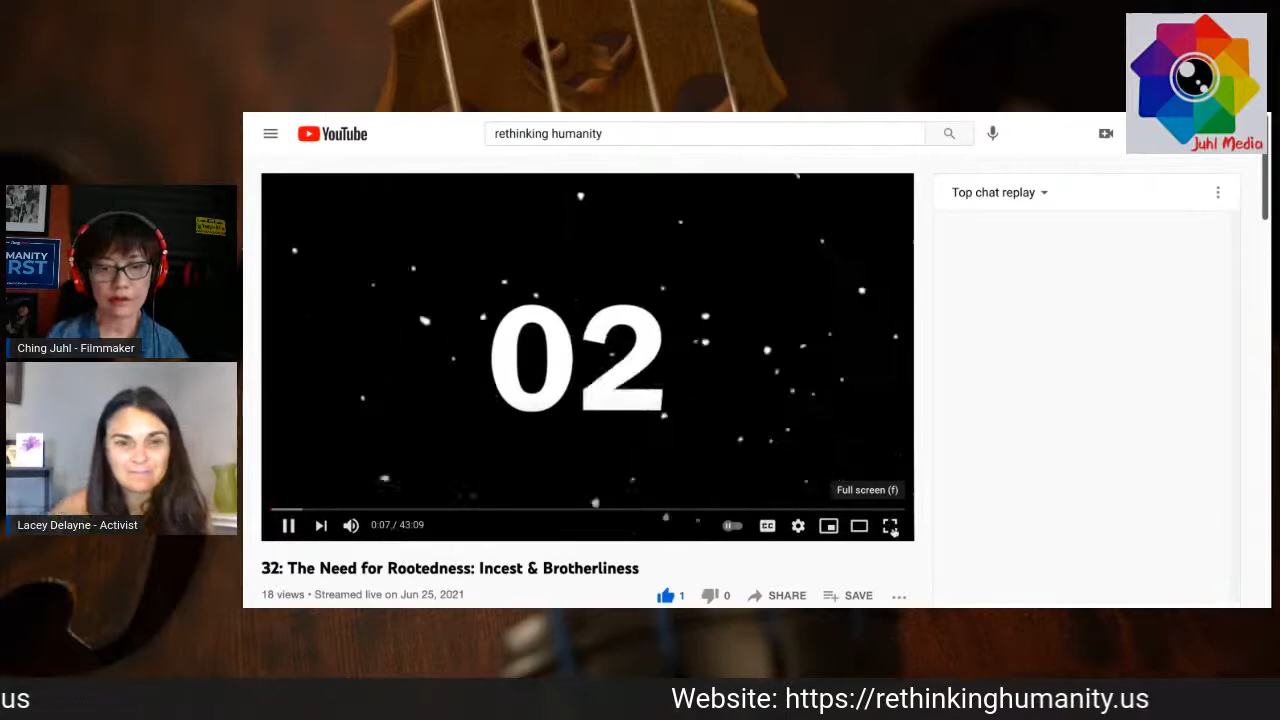 YouTube
rethinking humanity
Juhl Media
Top chat replay
MANITY
RST
02
Ching Juhl - Filmmaker
Full screen (f)
0:07 / 43:09
CC
Lacey Delayne - Activist
32: The Need for Rootedness: Incest & Brotherliness
18 views • Streamed live on Jun 25, 2021
1
0
SHARE
SAVE
us
Website: https://rethinkinghumanity.us